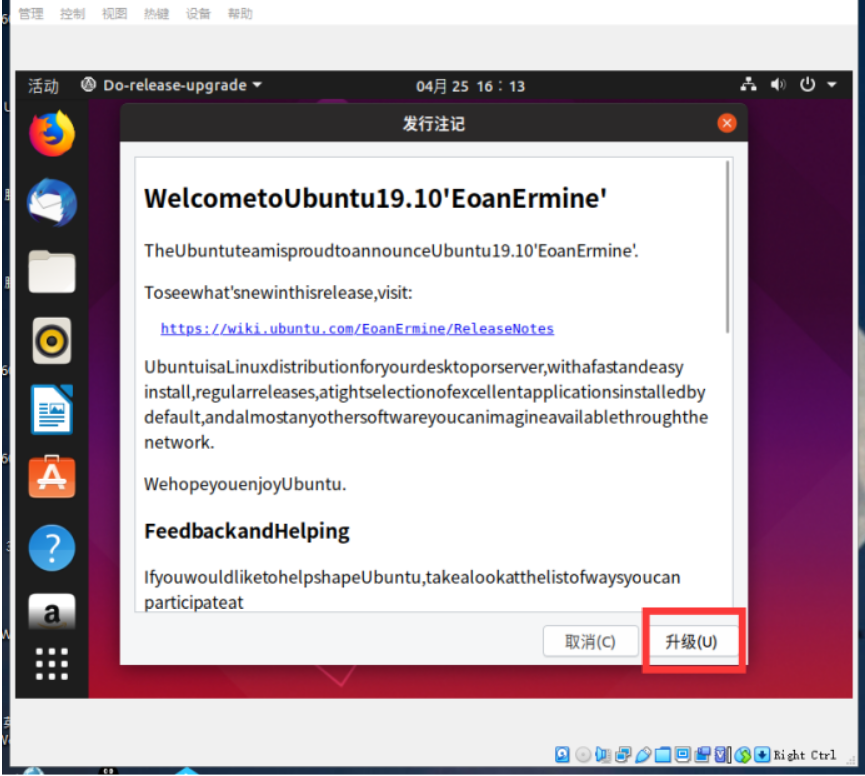 管理 控制 视图 热键 设备 帮助
活动 Do-release-upgrade 04月 25 16：13
发行注记
WelcometoUbuntu19.10'EoanErmine'
TheUbuntuteamisproudtoannounceUbuntu19.10'EoanErmine'.
Toseewhat'snewinthisrelease,visit:
https://wiki.ubuntu.com/EoanErmine/ReleaseNotes
UbuntuisaLinuxdistributionforyourdesktoporserver,withafastandeasy
install,regularreleases,atightselectionofexcellentapplicationsinstalledby
default,andalmostanyothersoftwareyoucanimagineavailablethroughthe
network.
WehopeyouenjoyUbuntu.
FeedbackandHelping
IfyouwouldliketohelpshapeUbuntu,takealookatthelistofwaysyoucan
participateat
取消(C) 升级(U)
Right Ctrl